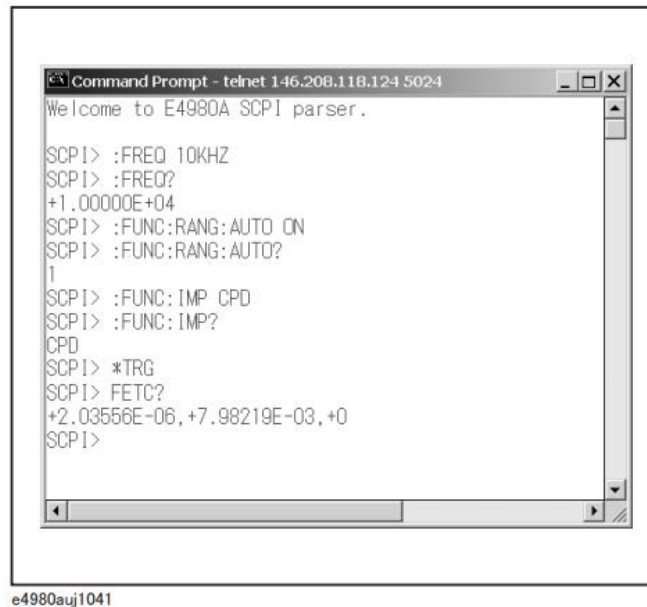 Command Prompt - telnet 146.208.118.124 5024
Welcome to E4980A SCPI parser.
SCPI> :FREQ 10KHZ
SCPI> :FREQ?
+1.00000E+04
SCPI> :FUNC:RANG:AUTO ON
SCPI> :FUNC:RANG:AUTO?
1
SCPI> :FUNC:IMP CPD
SCPI> :FUNC:IMP?
CPD
SCPI> *TRG
SCPI> FETC?
+2.03556E-06,+7.98219E-03,+0
SCPI>
e4980auj1041